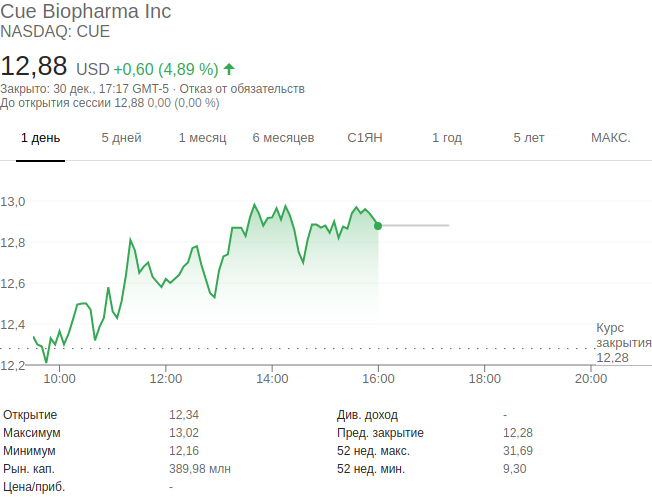 Cue Biopharma Inc
NASDAQ: CUE
12,88 USD +0,60 (4,89 %)
Закрыто: 30 дек., 17:17 GMT-5 · Отказ от обязательств
До открытия сессии 12,88 0,00 (0,00 %)
1 день 5 дней 1 месяц 6 месяцев С1ЯН 1 год 5 лет МАКС.
13,0
12,8
12,6
12,4
Курс
закрытия
12,28
12,2
10:00 12:00 14:00 16:00 18:00 20:00
Открытие 12,34 Див. доход -
Максимум 13,02 Пред. закрытие 12,28
Минимум 12,16 52 нед. макс. 31,69
Рын. кап. 389,98 млн 52 нед. мин. 9,30
Цена/приб. -